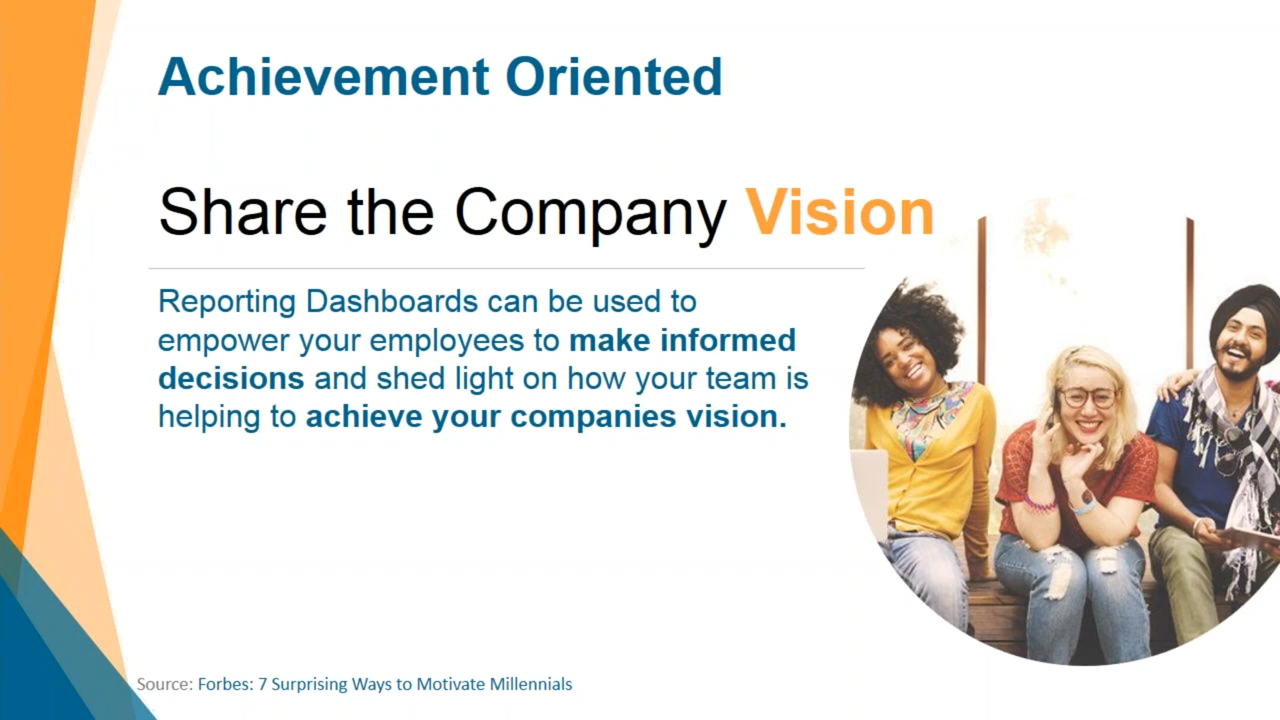 Achievement Oriented
Share the Company Vision
Reporting Dashboards can be used to
empower your employees to make informed
decisions and shed light on how your team is
helping to achieve your companies vision.
Source: Forbes: 7 Surprising Ways to Motivate Millennials